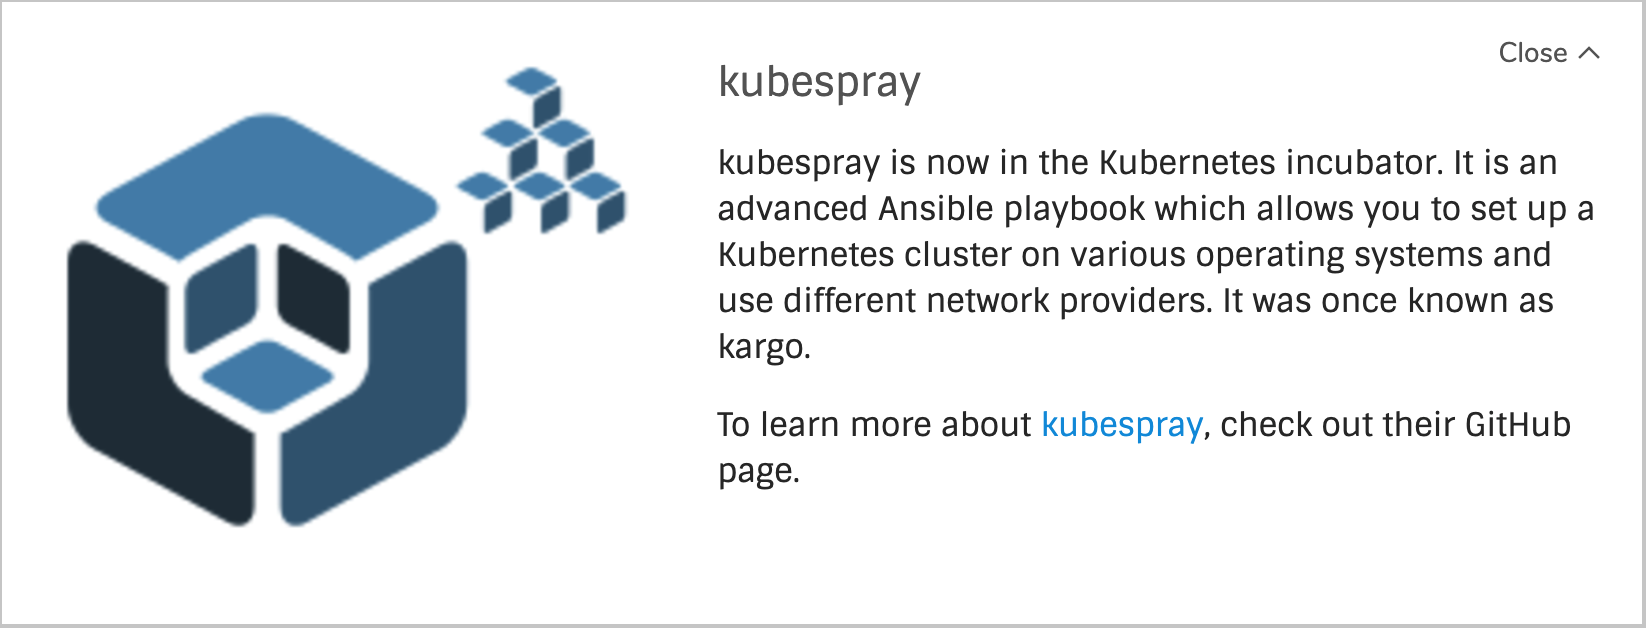 Close
kubespray
kubespray is now in the Kubernetes incubator. It is an
advanced Ansible playbook which allows you to set up a
Kubernetes cluster on various operating systems and
use different network providers. It was once known as
kargo.
To learn more about kubespray, check out their GitHub
page.